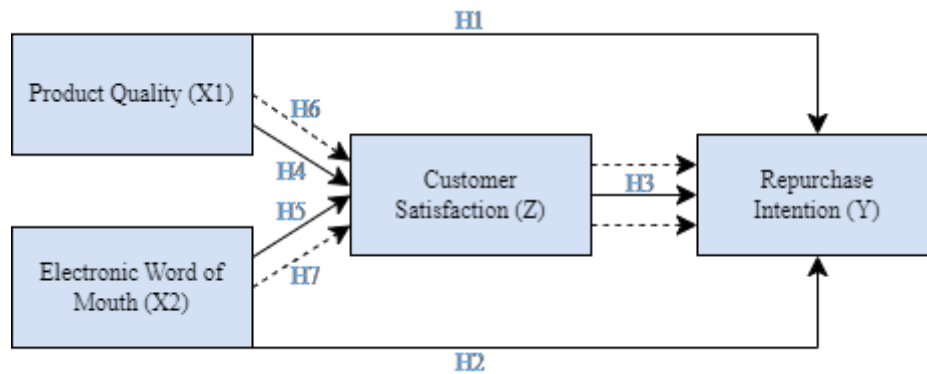 H1
Product Quality (X1)
H6
H4
Customer
Satisfaction (Z)
H3
Repurchase
Intention (Y)
H5
Electronic Word of
Mouth (X2)
H7
H2